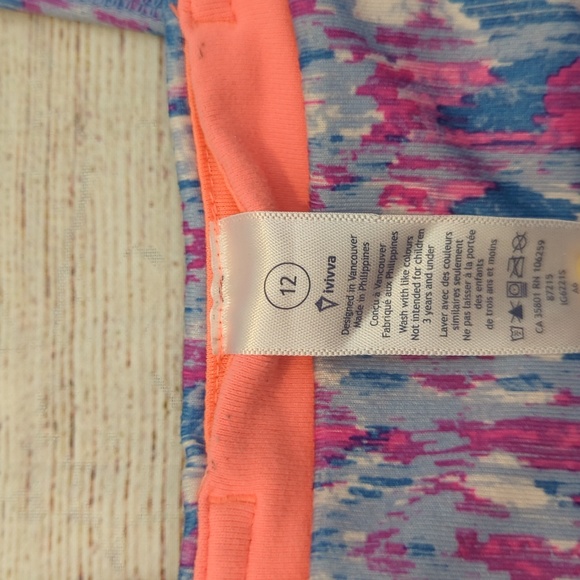 12
ivivva
Designed in Vancouver
Made in Philippines
Conçu à Vancouver
Fabriqué aux Philippines
Wash with like colours
Not intended for children
3 years and under
Laver avec des couleurs
similaires seulement
Ne pas laisser à la portée
des enfants
de trois ans et moins
CA 35801 RN 106259